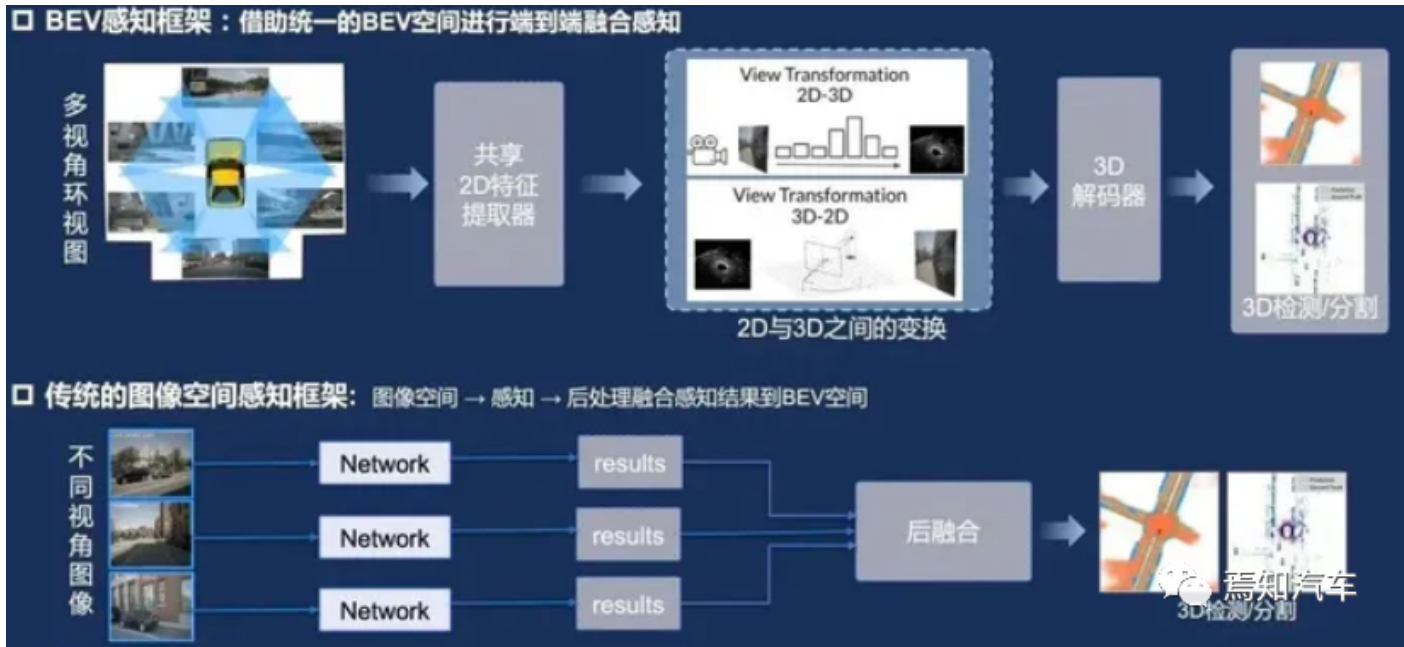 BEV感知框架：借助统一的BEV空间进行端到端融合感知
多视角环视图
共享
2D特征
提取器
View Transformation
2D-3D
View Transformation
3D-2D
2D与3D之间的变换
3D
解码器
3D检测/分割
传统的图像空间感知框架: 图像空间 → 感知 → 后处理融合感知结果到BEV空间
不同视角图像
Network
results
Network
results
Network
results
后融合
3D检测/分割
焉知汽车